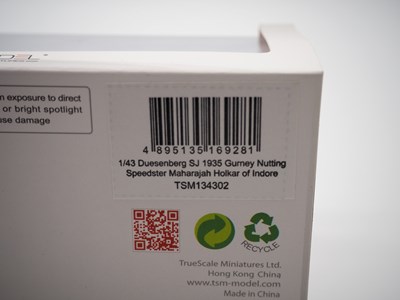 n exposure to direct
or bright spotlight
use damage
4 895135 169281
1/43 Duesenberg SJ 1935 Gurney Nutting
Speedster Maharajah Holkar of Indore
TSM134302
RECYCLE
TrueScale Miniatures Ltd.
Hong Kong China
www.tsm-model.com
Made in China